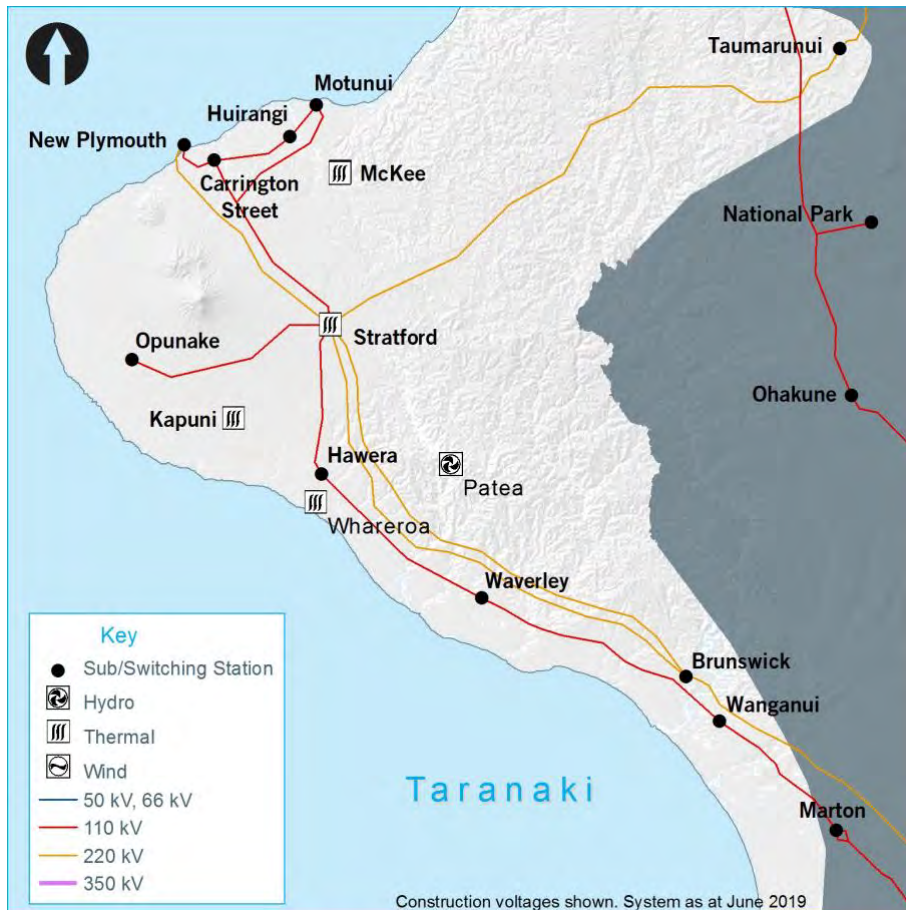 Taumarunui
Motunui
Huirangi
New Plymouth
McKee
Carrington
Street
National Park
Stratford
Opunake
Ohakune
Kapuni
Hawera
Patea
Whareroa
Waverley
Brunswick
Wanganui
Marton
Taranaki
Key
Sub/Switching Station
Hydro
Thermal
Wind
50 kV, 66 kV
110 kV
220 kV
350 kV
Construction voltages shown. System as at June 2019